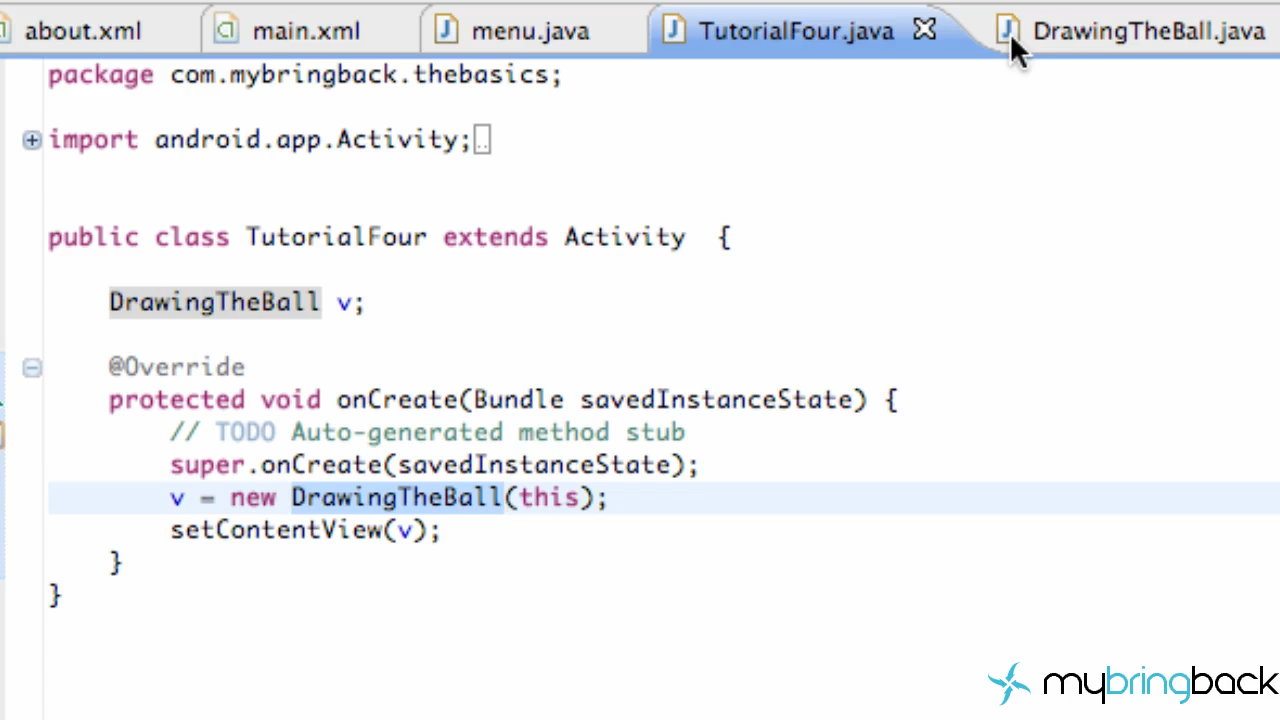 about.xml main.xml menu.java TutorialFour.java DrawingTheBall.java
package com.mybringback.thebasics;
import android.app.Activity;
public class TutorialFour extends Activity  {
DrawingTheBall v;
@Override
protected void onCreate(Bundle savedInstanceState) {
// TODO Auto-generated method stub
super.onCreate(savedInstanceState);
v = new DrawingTheBall(this);
setContentView(v);
}
}
mybringback